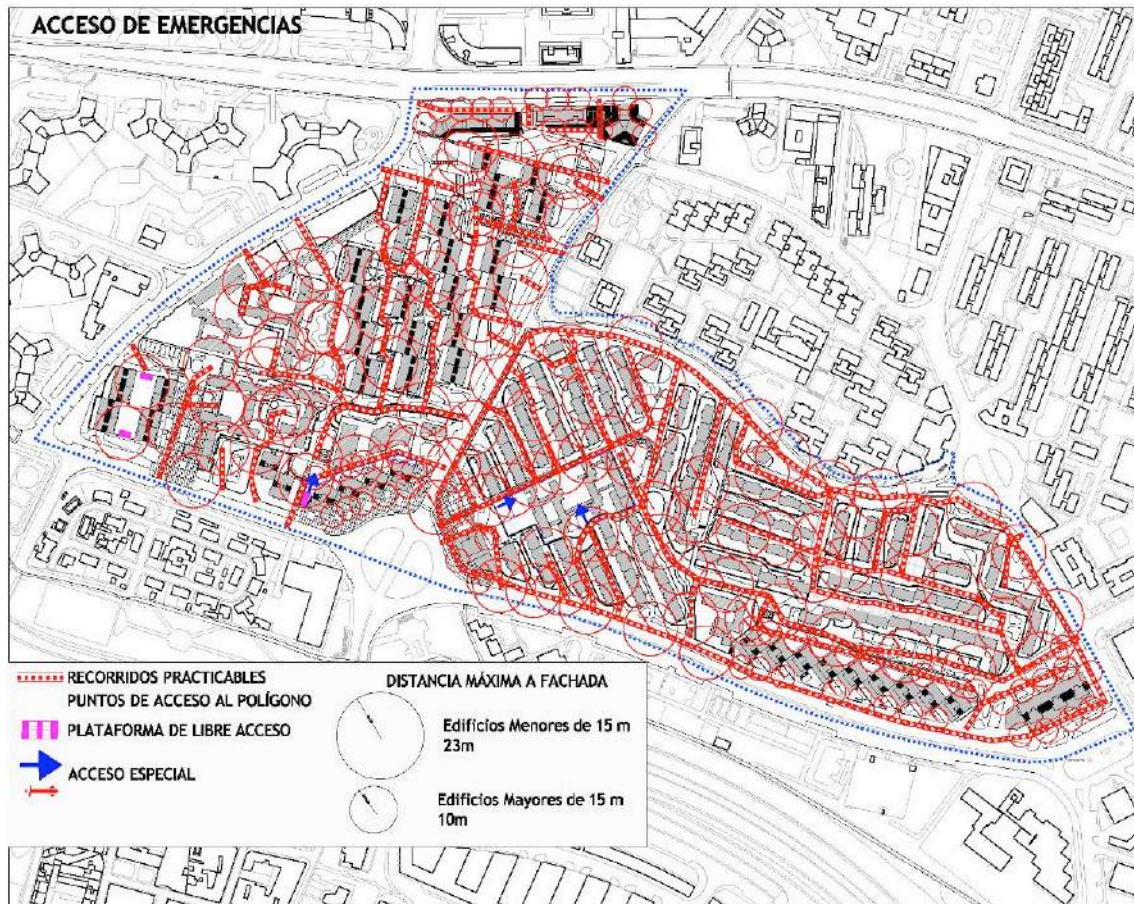 ACCESO DE EMERGENCIAS
RECORRIDOS PRACTICABLES
PUNTOS DE ACCESO AL POLÍGONO
PLATAFORMA DE LIBRE ACCESO
ACCESO ESPECIAL
DISTANCIA MÁXIMA A FACHADA
Edificios Menores de 15 m
23m
Edificios Mayores de 15 m
10m